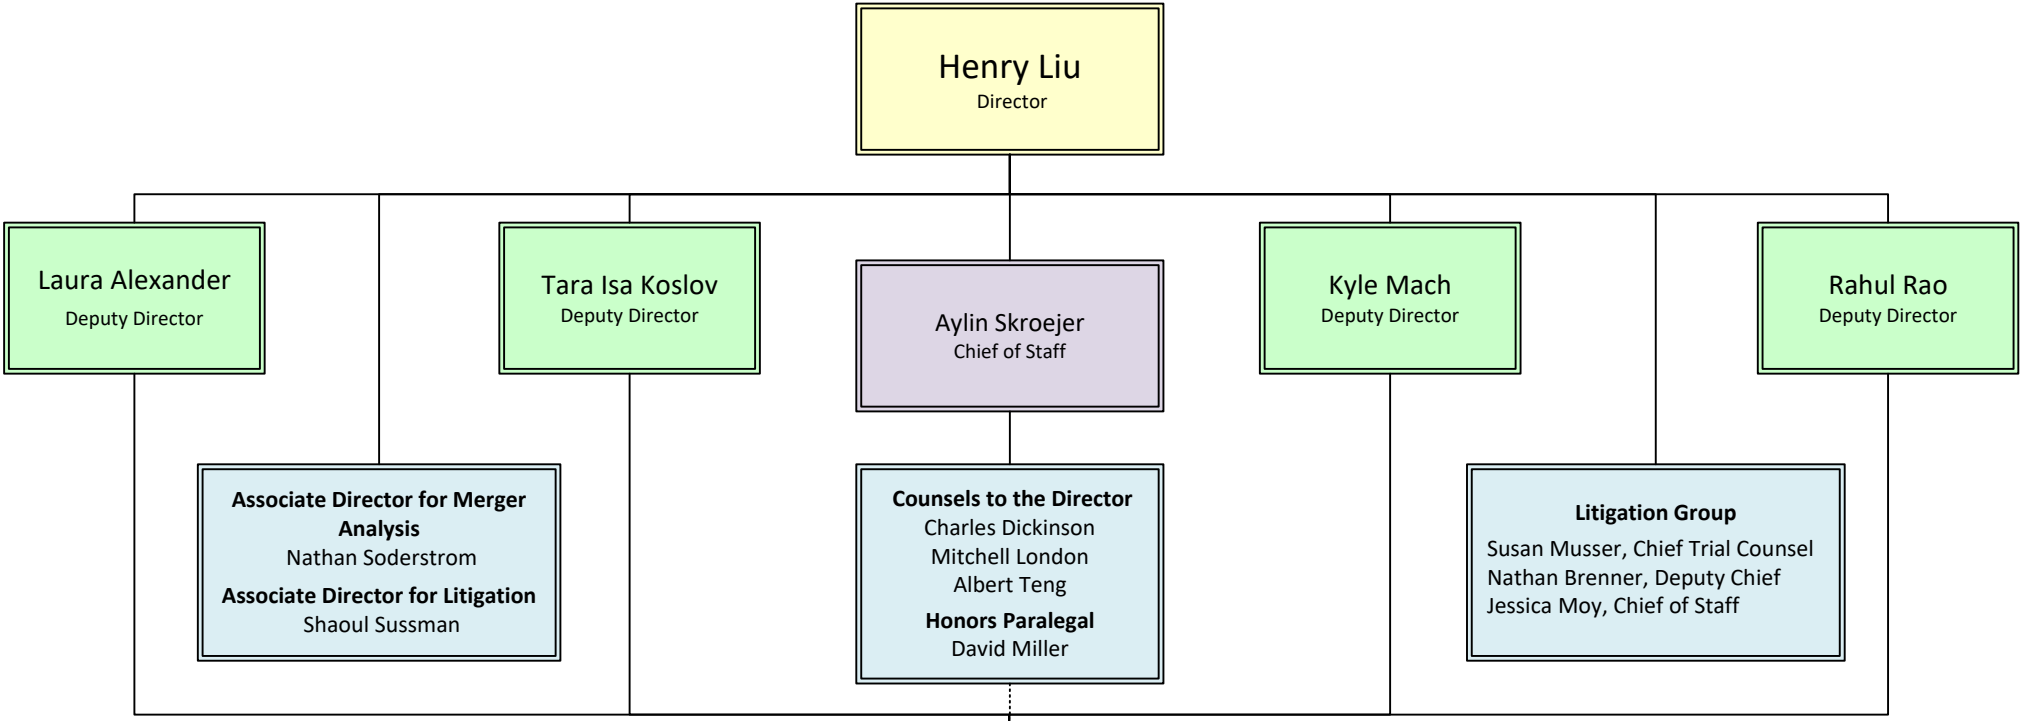 Henry Liu
Director
Laura Alexander
Deputy Director
Tara Isa Koslov
Deputy Director
Aylin Skroejer
Chief of Staff
Kyle Mach
Deputy Director
Rahul Rao
Deputy Director
Associate Director for Merger
Analysis
Nathan Soderstrom
Associate Director for Litigation
Shaoul Sussman
Counsels to the Director
Charles Dickinson
Mitchell London
Albert Teng
Honors Paralegal
David Miller
Litigation Group
Susan Musser, Chief Trial Counsel
Nathan Brenner, Deputy Chief
Jessica Moy, Chief of Staff